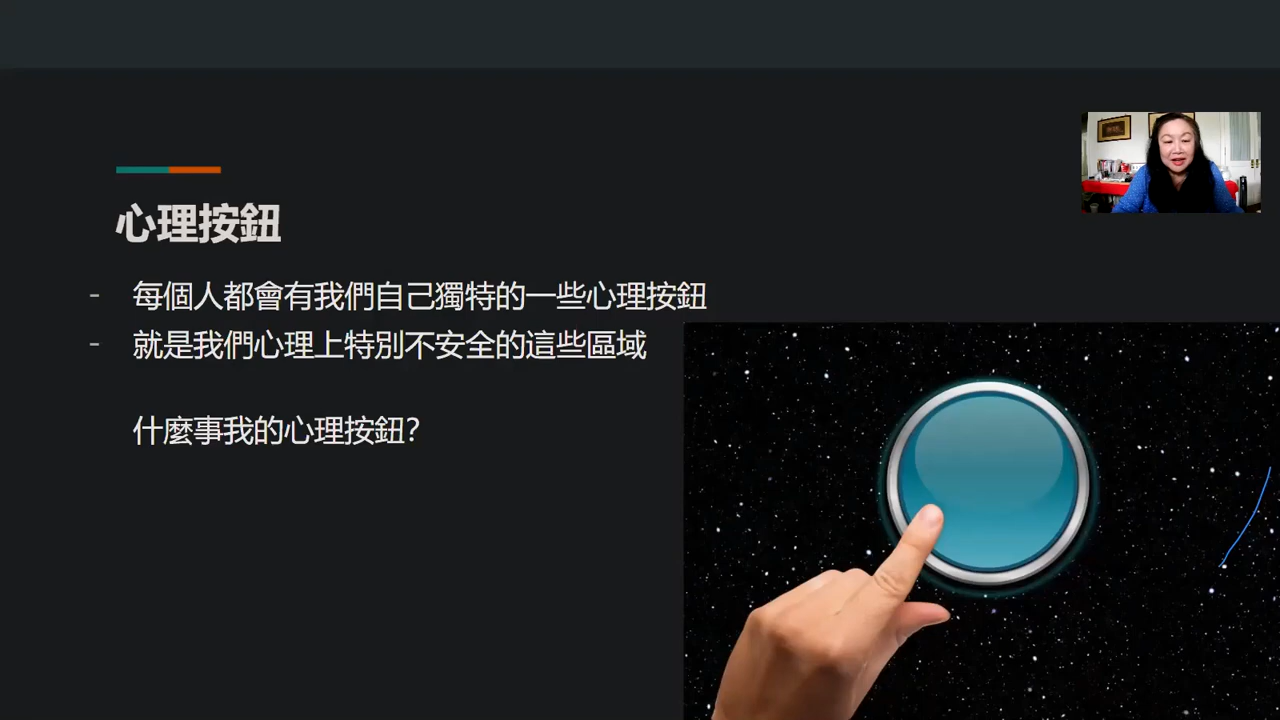 心理按鈕
- 每個人都會有我們自己獨特的一些心理按鈕
- 就是我們心理上特別不安全的這些區域
什麼事我的心理按鈕?